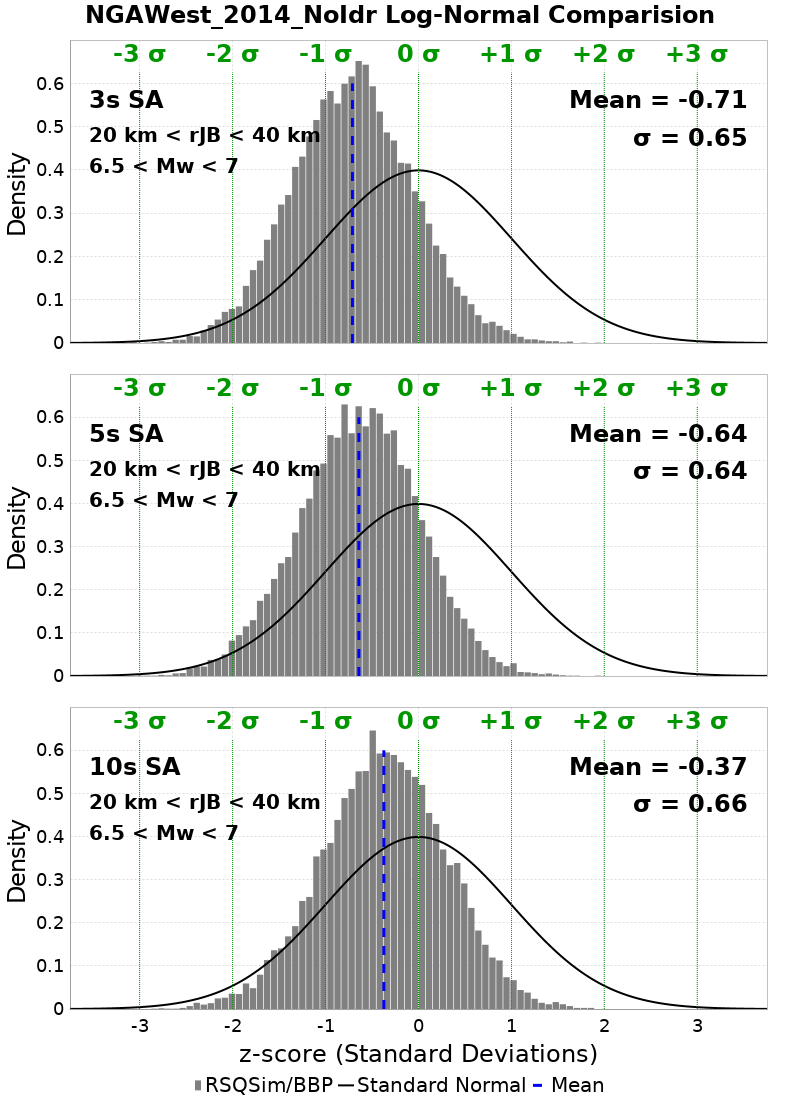 NGAWest_2014_NoIdr Log-Normal Comparision
-3 σ -2 σ -1 σ 0 σ +1 σ +2 σ +3 σ
0.6
3s SA Mean = -0.71
0.5
20 km < rJB < 40 km σ = 0.65
6.5 < Mw < 7
0.4
0.3
0.2
0.1
0
Density
-3 σ -2 σ -1 σ 0 σ +1 σ +2 σ +3 σ
0.6
5s SA Mean = -0.64
0.5
20 km < rJB < 40 km σ = 0.64
6.5 < Mw < 7
0.4
0.3
0.2
0.1
0
Density
-3 σ -2 σ -1 σ 0 σ +1 σ +2 σ +3 σ
0.6
10s SA Mean = -0.37
0.5
20 km < rJB < 40 km σ = 0.66
6.5 < Mw < 7
0.4
0.3
0.2
0.1
0
Density
-3 -2 -1 0 1 2 3
z-score (Standard Deviations)
RSQSim/BBP Standard Normal Mean